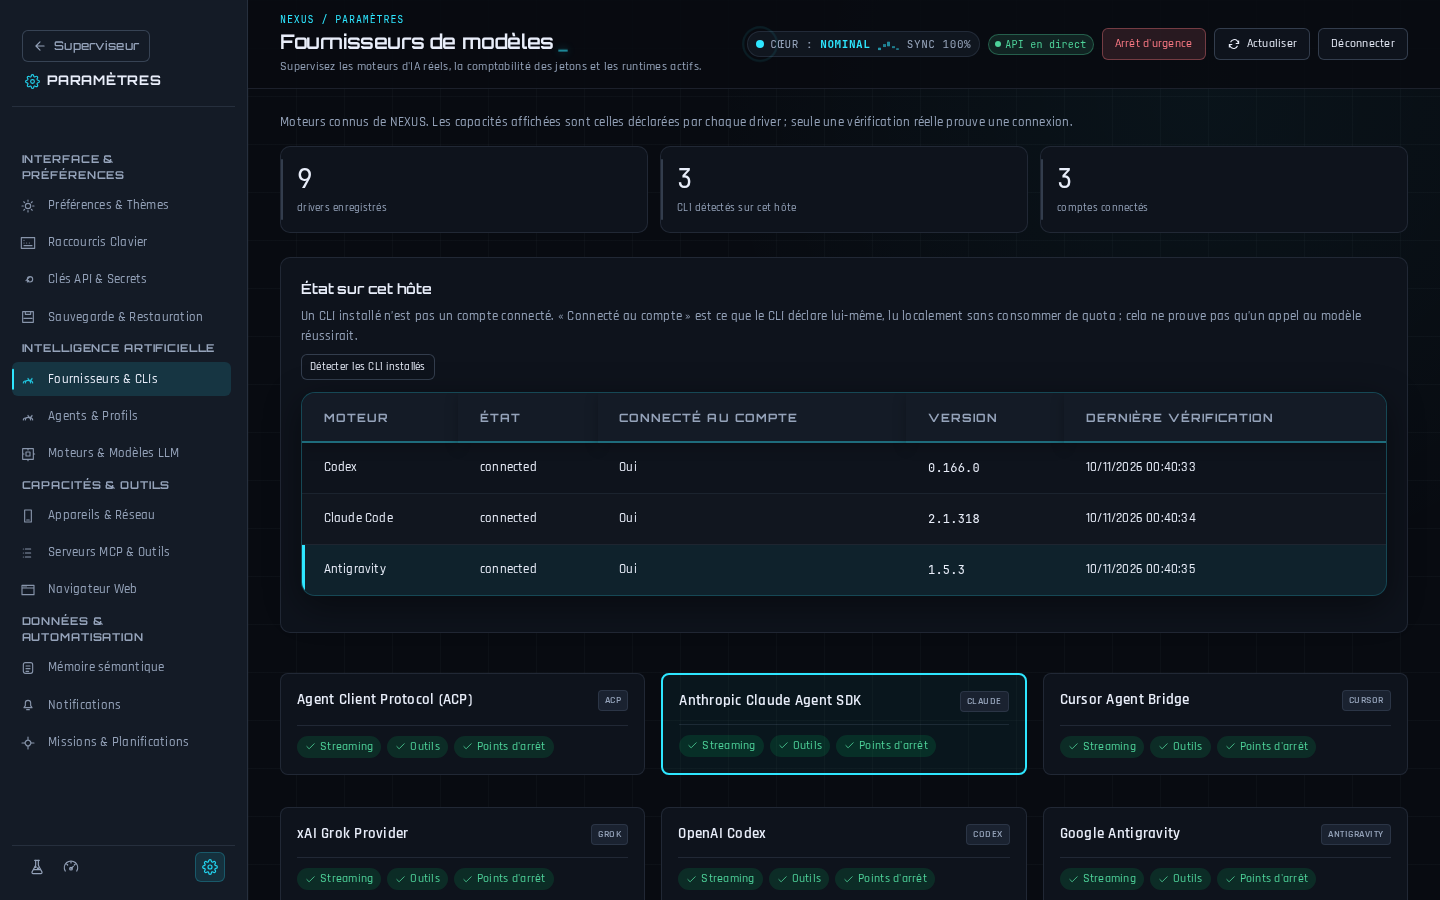 Superviseur
PARAMÈTRES
INTERFACE &
PRÉFÉRENCES
Préférences & Thèmes
Raccourcis Clavier
Clés API & Secrets
Sauvegarde & Restauration
INTELLIGENCE ARTIFICIELLE
Fournisseurs & CLIs
Agents & Profils
Moteurs & Modèles LLM
CAPACITÉS & OUTILS
Appareils & Réseau
Serveurs MCP & Outils
Navigateur Web
DONNÉES &
AUTOMATISATION
Mémoire sémantique
Notifications
Missions & Planifications
NEXUS / PARAMÈTRES
Fournisseurs de modèles_
Supervisez les moteurs d'IA réels, la comptabilité des jetons et les runtimes actifs.
CŒUR : NOMINAL SYNC 100%
API en direct
Arrêt d'urgence
Actualiser
Déconnecter
Moteurs connus de NEXUS. Les capacités affichées sont celles déclarées par chaque driver ; seule une vérification réelle prouve une connexion.
9
drivers enregistrés
3
CLI détectés sur cet hôte
3
comptes connectés
État sur cet hôte
Un CLI installé n'est pas un compte connecté. « Connecté au compte » est ce que le CLI déclare lui-même, lu localement sans consommer de quota ; cela ne prouve pas qu'un appel au modèle
réussirait.
Détecter les CLI installés
MOTEUR ÉTAT CONNECTÉ AU COMPTE VERSION DERNIÈRE VÉRIFICATION
Codex connected Oui 0.166.0 10/11/2026 00:40:33
Claude Code connected Oui 2.1.318 10/11/2026 00:40:34
Antigravity connected Oui 1.5.3 10/11/2026 00:40:35
Agent Client Protocol (ACP) ACP
Streaming Outils Points d'arrêt
Anthropic Claude Agent SDK CLAUDE
Streaming Outils Points d'arrêt
Cursor Agent Bridge CURSOR
Streaming Outils Points d'arrêt
xAI Grok Provider GROK
Streaming Outils Points d'arrêt
OpenAI Codex CODEX
Streaming Outils Points d'arrêt
Google Antigravity ANTIGRAVITY
Streaming Outils Points d'arrêt